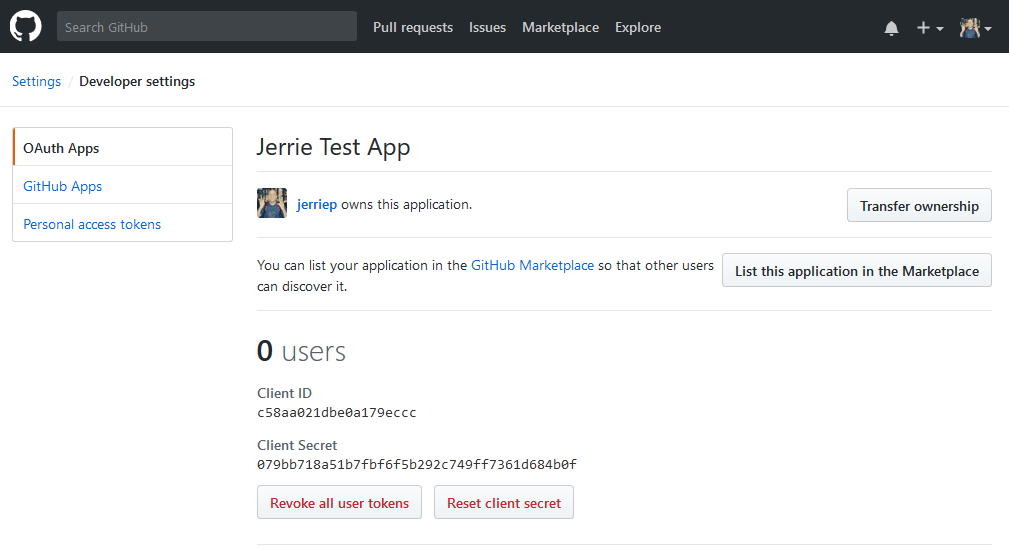 Search GitHub
Pull requests Issues Marketplace Explore
Settings / Developer settings
OAuth Apps
GitHub Apps
Personal access tokens
Jerrie Test App
jerriep owns this application.
Transfer ownership
You can list your application in the GitHub Marketplace so that other users
can discover it.
List this application in the Marketplace
0 users
Client ID
c58aa021dbe0a179eccc
Client Secret
079bb718a51b7fbf6f5b292c749ff7361d684b0f
Revoke all user tokens
Reset client secret